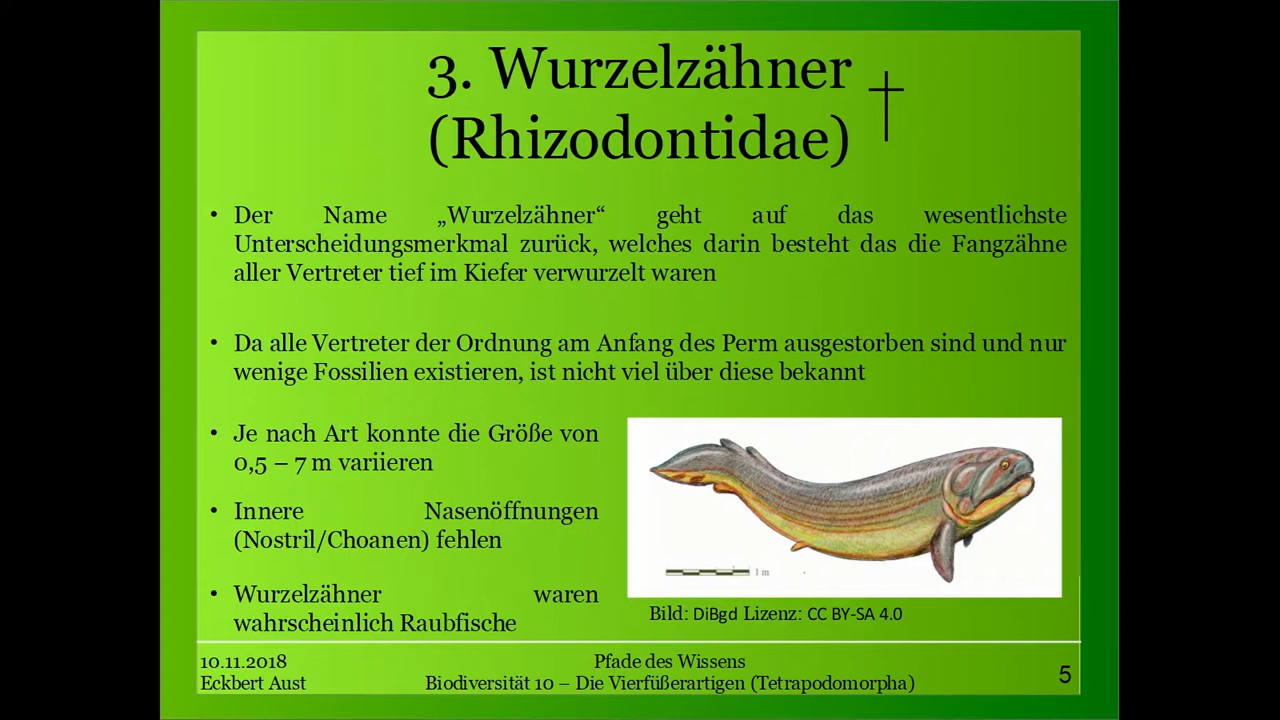 3. Wurzelzähner †
(Rhizodontidae)
• Der Name „Wurzelzähner“ geht auf das wesentlichste
Unterscheidungsmerkmal zurück, welches darin besteht das die Fangzähne
aller Vertreter tief im Kiefer verwurzelt waren
• Da alle Vertreter der Ordnung am Anfang des Perm ausgestorben sind und nur
wenige Fossilien existieren, ist nicht viel über diese bekannt
• Je nach Art konnte die Größe von
0,5 – 7 m variieren
• Innere Nasenöffnungen
(Nostril/Choanen) fehlen
• Wurzelzähner waren
wahrscheinlich Raubfische
1 m
Bild: DiBgd Lizenz: CC BY-SA 4.0
10.11.2018
Eckbert Aust
Pfade des Wissens
Biodiversität 10 – Die Vierfüßerartigen (Tetrapodomorpha)
5